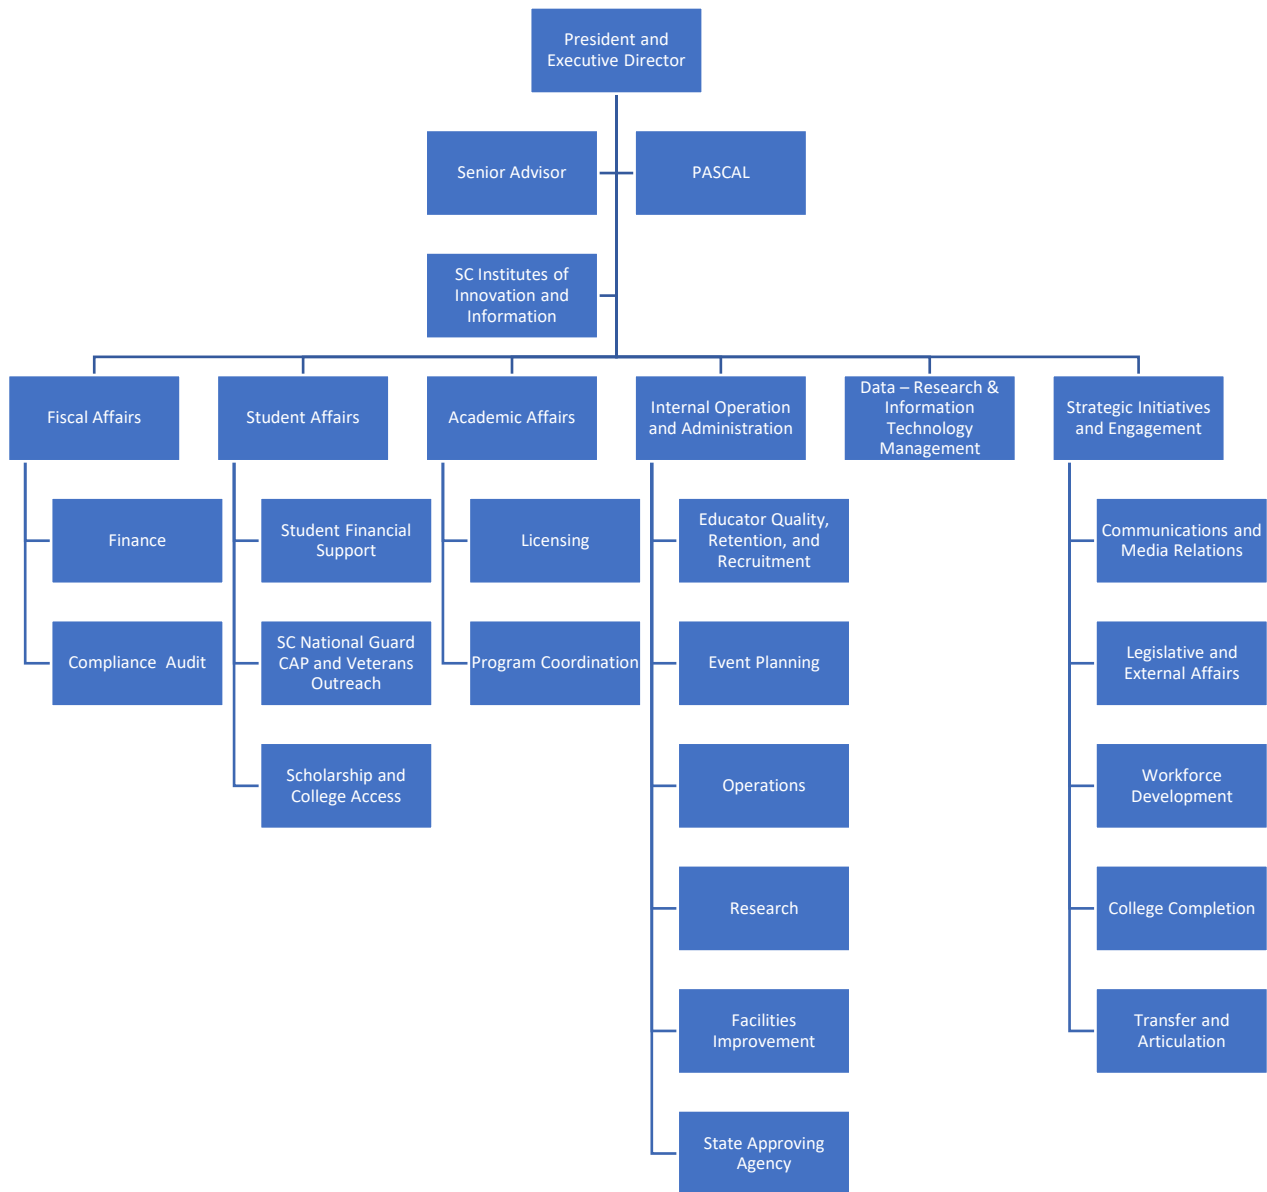 President and
Executive Director
Senior Advisor
PASCAL
SC Institutes of
Innovation and
Information
Fiscal Affairs
Student Affairs
Academic Affairs
Internal Operation
and Administration
Data – Research &
Information
Technology
Management
Strategic Initiatives
and Engagement
Finance
Compliance Audit
Student Financial
Support
SC National Guard
CAP and Veterans
Outreach
Scholarship and
College Access
Licensing
Program Coordination
Educator Quality,
Retention, and
Recruitment
Event Planning
Operations
Research
Facilities
Improvement
State Approving
Agency
Communications and
Media Relations
Legislative and
External Affairs
Workforce
Development
College Completion
Transfer and
Articulation